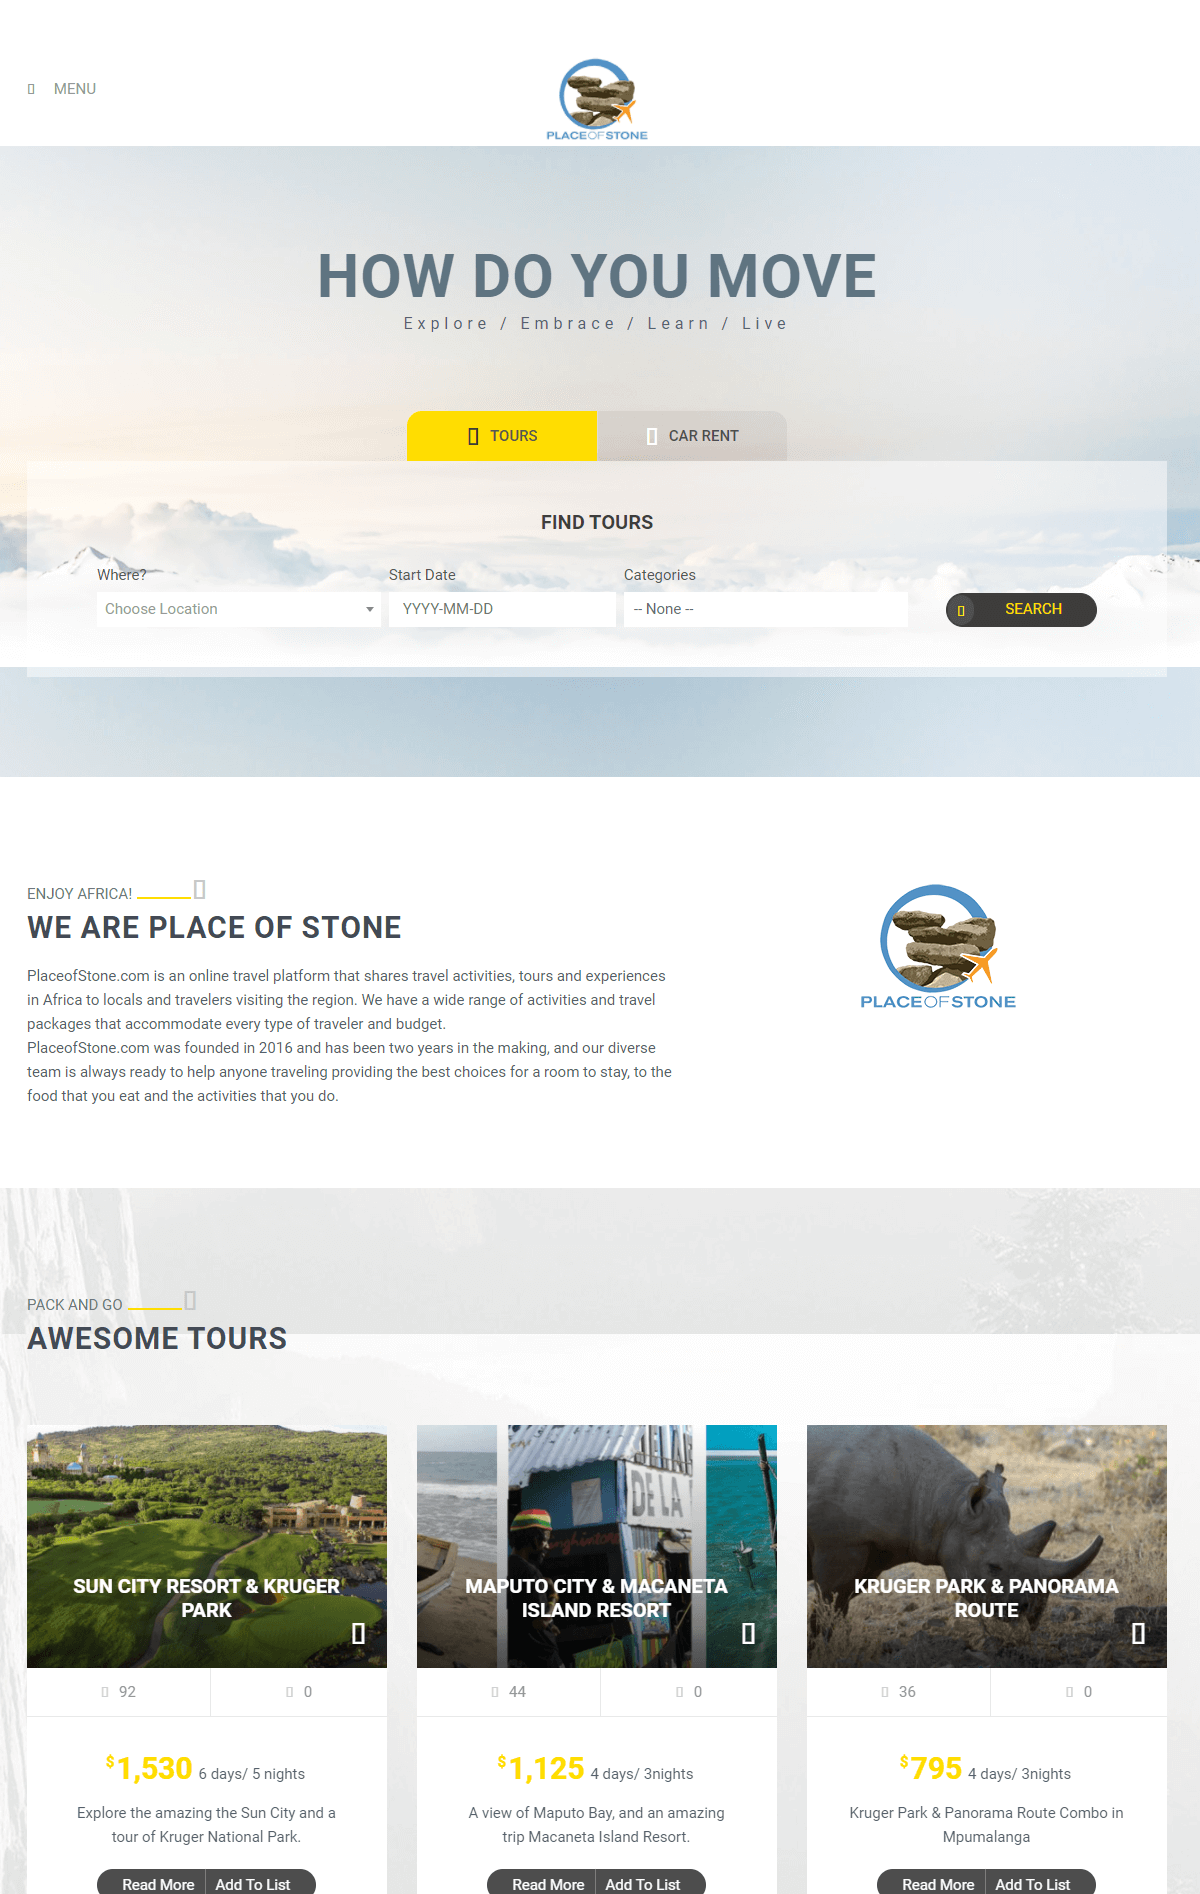 MENU
PLACEOFSTONE
HOW DO YOU MOVE
Explore / Embrace / Learn / Live
TOURS
CAR RENT
FIND TOURS
Where?
Start Date
Categories
Choose Location
YYYY-MM-DD
-- None --
SEARCH
ENJOY AFRICA!
WE ARE PLACE OF STONE
PlaceofStone.com is an online travel platform that shares travel activities, tours and experiences
in Africa to locals and travelers visiting the region. We have a wide range of activities and travel
packages that accommodate every type of traveler and budget.
PlaceofStone.com was founded in 2016 and has been two years in the making, and our diverse
team is always ready to help anyone traveling providing the best choices for a room to stay, to the
food that you eat and the activities that you do.
PLACEOFSTONE
PACK AND GO
AWESOME TOURS
SUN CITY RESORT & KRUGER
PARK
92
0
$1,530 6 days/ 5 nights
Explore the amazing the Sun City and a
tour of Kruger National Park.
Read More
Add To List
DE LA
MAPUTO CITY & MACANETA
ISLAND RESORT
44
0
$1,125 4 days/ 3nights
A view of Maputo Bay, and an amazing
trip Macaneta Island Resort.
Read More
Add To List
KRUGER PARK & PANORAMA
ROUTE
36
0
$795 4 days/ 3nights
Kruger Park & Panorama Route Combo in
Mpumalanga
Read More
Add To List